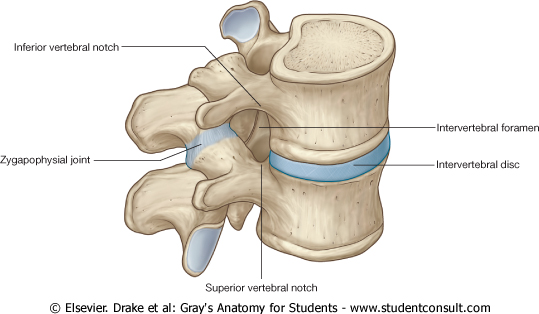 Inferior vertebral notch
Intervertebral foramen
Zygapophysial joint
Intervertebral disc
Superior vertebral notch
© Elsevier. Drake et al: Gray's Anatomy for Students - www.studentconsult.com